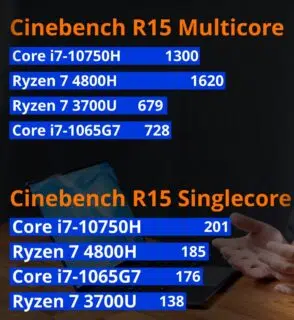 Cinebench R15 Multicore
Core i7-10750H 1300
Ryzen 7 4800H 1620
Ryzen 7 3700U 679
Core i7-1065G7 728
Cinebench R15 Singlecore
Core i7-10750H 201
Ryzen 7 4800H 185
Core i7-1065G7 176
Ryzen 7 3700U 138